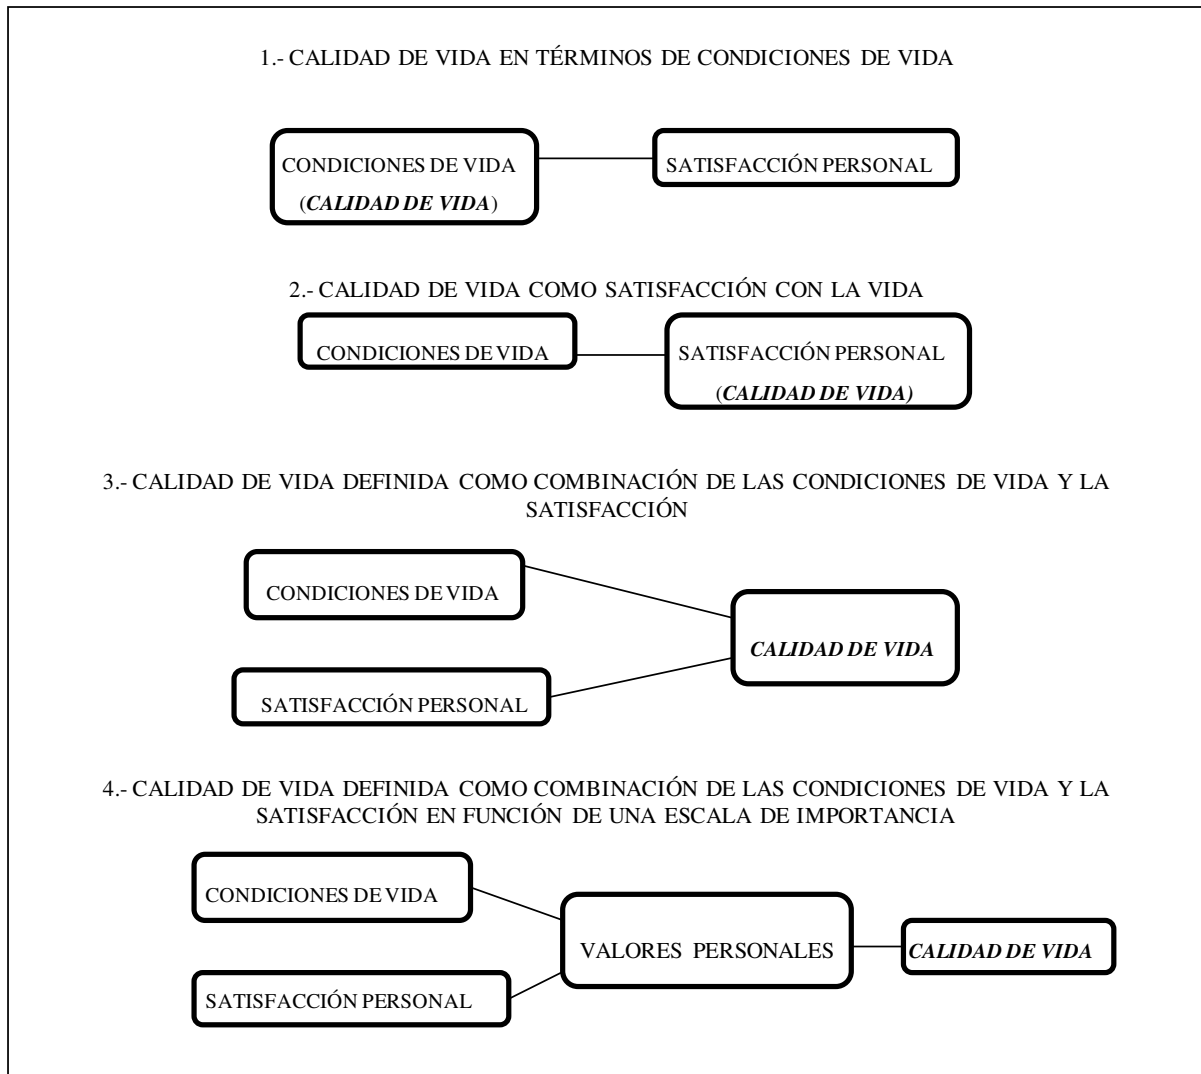 1.- CALIDAD DE VIDA EN TÉRMINOS DE CONDICIONES DE VIDA
CONDICIONES DE VIDA
(CALIDAD DE VIDA)
SATISFACCIÓN PERSONAL
2.- CALIDAD DE VIDA COMO SATISFACCIÓN CON LA VIDA
CONDICIONES DE VIDA
SATISFACCIÓN PERSONAL
(CALIDAD DE VIDA)
3.- CALIDAD DE VIDA DEFINIDA COMO COMBINACIÓN DE LAS CONDICIONES DE VIDA Y LA
SATISFACCIÓN
CONDICIONES DE VIDA
SATISFACCIÓN PERSONAL
CALIDAD DE VIDA
4.- CALIDAD DE VIDA DEFINIDA COMO COMBINACIÓN DE LAS CONDICIONES DE VIDA Y LA
SATISFACCIÓN EN FUNCIÓN DE UNA ESCALA DE IMPORTANCIA
CONDICIONES DE VIDA
SATISFACCIÓN PERSONAL
VALORES PERSONALES
CALIDAD DE VIDA